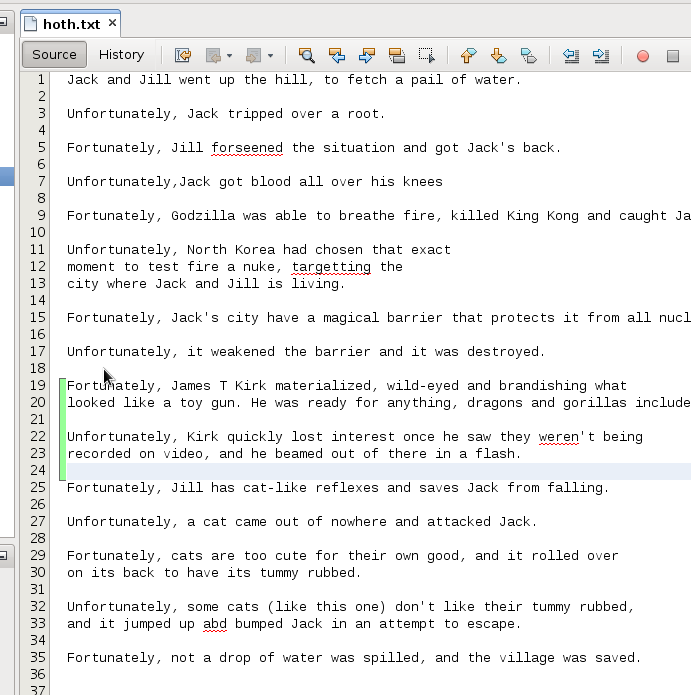 hoth.txt
Source History
1 Jack and Jill went up the hill, to fetch a pail of water.
2
3 Unfortunately, Jack tripped over a root.
4
5 Fortunately, Jill forseened the situation and got Jack's back.
6
7 Unfortunately,Jack got blood all over his knees
8
9 Fortunately, Godzilla was able to breathe fire, killed King Kong and caught Ja
10
11 Unfortunately, North Korea had chosen that exact
12 moment to test fire a nuke, targetting the
13 city where Jack and Jill is living.
14
15 Fortunately, Jack's city have a magical barrier that protects it from all nucl
16
17 Unfortunately, it weakened the barrier and it was destroyed.
18
19 Fortunately, James T Kirk materialized, wild-eyed and brandishing what
20 looked like a toy gun. He was ready for anything, dragons and gorillas include
21
22 Unfortunately, Kirk quickly lost interest once he saw they weren't being
23 recorded on video, and he beamed out of there in a flash.
24
25 Fortunately, Jill has cat-like reflexes and saves Jack from falling.
26
27 Unfortunately, a cat came out of nowhere and attacked Jack.
28
29 Fortunately, cats are too cute for their own good, and it rolled over
30 on its back to have its tummy rubbed.
31
32 Unfortunately, some cats (like this one) don't like their tummy rubbed,
33 and it jumped up abd bumped Jack in an attempt to escape.
34
35 Fortunately, not a drop of water was spilled, and the village was saved.
36
37